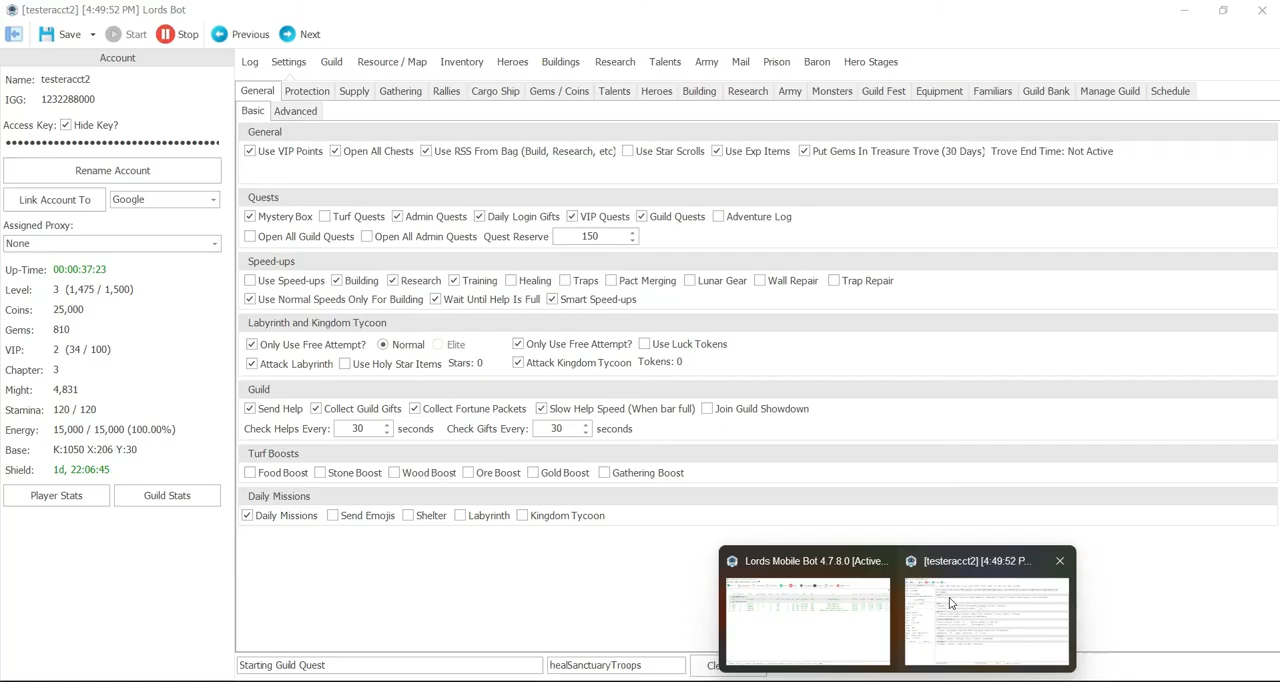 [testeracct2] [4:49:52 PM] Lords Bot
Save Start Stop Previous Next
Account
Name: testeracct2
IGG: 1232288000
Access Key: Hide Key?
Rename Account
Link Account To Google
Assigned Proxy:
None
Up-Time: 00:00:37:23
Level: 3 (1,475 / 1,500)
Coins: 25,000
Gems: 810
VIP: 2 (34 / 100)
Chapter: 3
Might: 4,831
Stamina: 120 / 120
Energy: 15,000 / 15,000 (100.00%)
Base: K:1050 X:206 Y:30
Shield: 1d, 22:06:45
Player Stats Guild Stats
Log Settings Guild Resource / Map Inventory Heroes Buildings Research Talents Army Mail Prison Baron Hero Stages
General Protection Supply Gathering Rallies Cargo Ship Gems / Coins Talents Heroes Building Research Army Monsters Guild Fest Equipment Familiars Guild Bank Manage Guild Schedule
Basic Advanced
General
Use VIP Points Open All Chests Use RSS From Bag (Build, Research, etc) Use Star Scrolls Use Exp Items Put Gems In Treasure Trove (30 Days) Trove End Time: Not Active
Quests
Mystery Box Turf Quests Admin Quests Daily Login Gifts VIP Quests Guild Quests Adventure Log
Open All Guild Quests Open All Admin Quests Quest Reserve 150
Speed-ups
Use Speed-ups Building Research Training Healing Traps Pact Merging Lunar Gear Wall Repair Trap Repair
Use Normal Speeds Only For Building Wait Until Help Is Full Smart Speed-ups
Labyrinth and Kingdom Tycoon
Only Use Free Attempt? Normal Elite Only Use Free Attempt? Use Luck Tokens
Attack Labyrinth Use Holy Star Items Stars: 0 Attack Kingdom Tycoon Tokens: 0
Guild
Send Help Collect Guild Gifts Collect Fortune Packets Slow Help Speed (When bar full) Join Guild Showdown
Check Helps Every: 30 seconds Check Gifts Every: 30 seconds
Turf Boosts
Food Boost Stone Boost Wood Boost Ore Boost Gold Boost Gathering Boost
Daily Missions
Daily Missions Send Emojis Shelter Labyrinth Kingdom Tycoon
Lords Mobile Bot 4.7.8.0 [Active... [testeracct2] [4:49:52 P...
Starting Guild Quest healSanctuaryTroops Cle